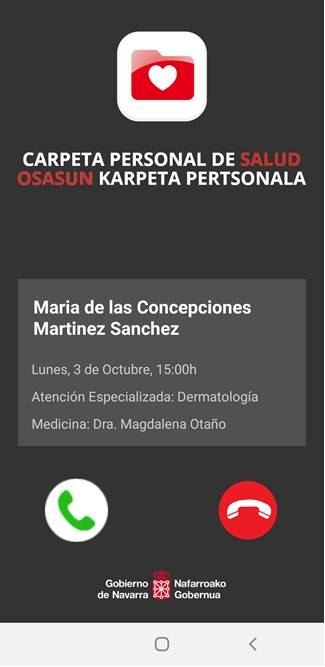 CARPETA PERSONAL DE SALUD
OSASUN KARPETA PERTSONALA
Maria de las Concepciones
Martinez Sanchez
Lunes, 3 de Octubre, 15:00h
Atención Especializada: Dermatología
Medicina: Dra. Magdalena Otaño
Gobierno
de Navarra
Nafarroako
Gobernua